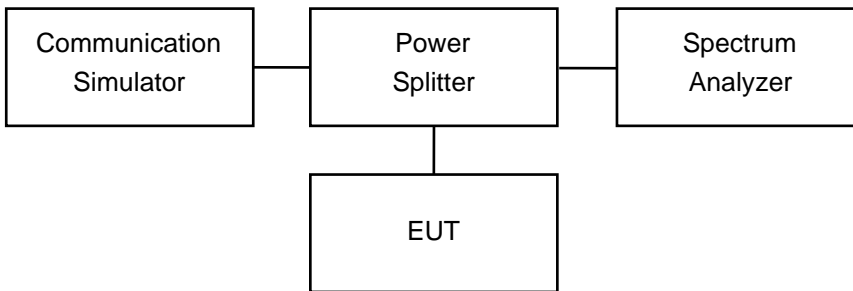 Communication
Simulator
Power
Splitter
Spectrum
Analyzer
EUT